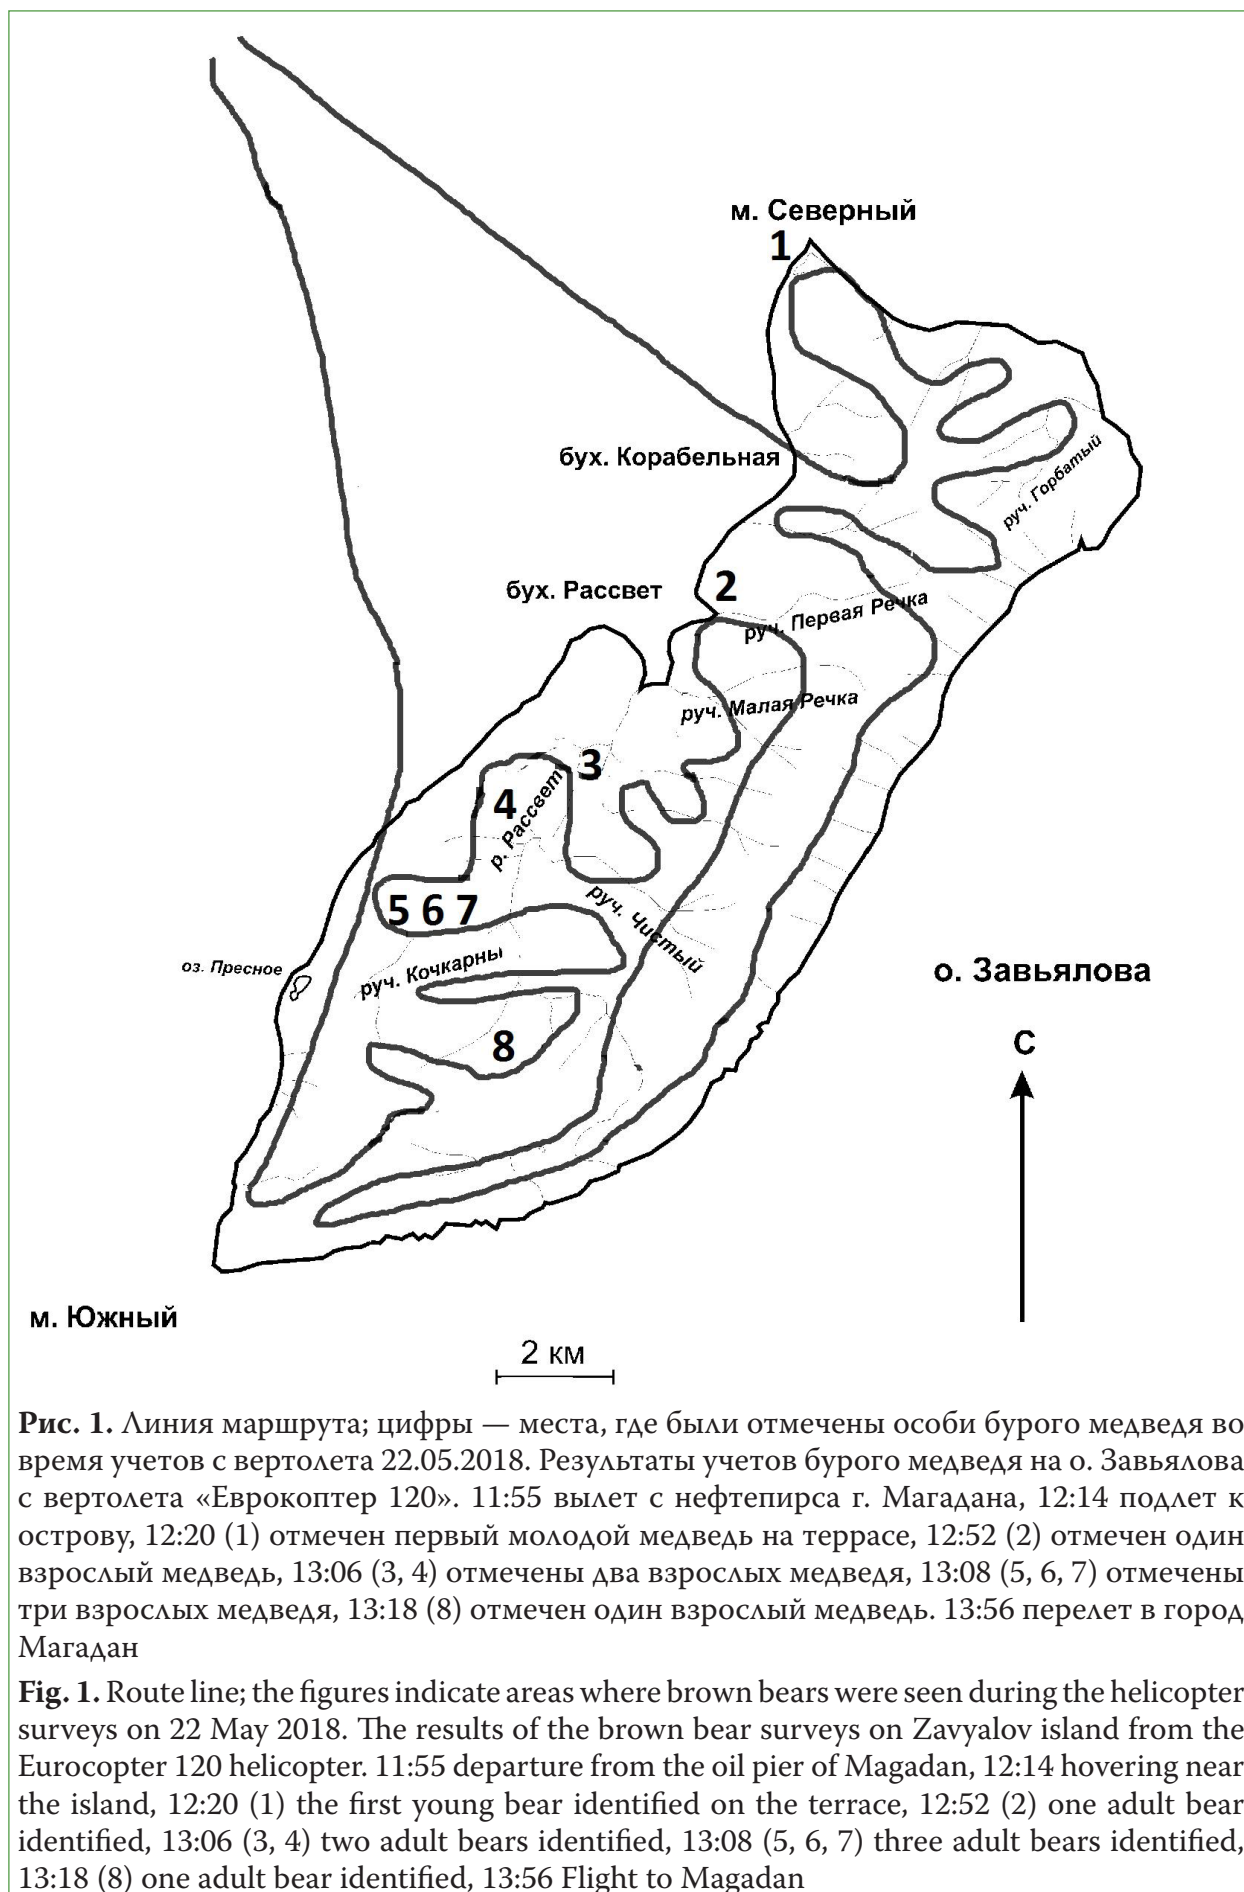 м. Северный
1
бух. Корабельная
руч. Горбатый
бух. Рассвет
2
руч. Первая Речка
руч. Малая Речка
3
4
р. Рассвет
5 6 7
руч. Чистый
оз. Пресное
руч. Кочкарны
о. Завьялова
8
С
м. Южный
2 км
Рис. 1. Линия маршрута; цифры — места, где были отмечены особи бурого медведя во
время учетов с вертолета 22.05.2018. Результаты учетов бурого медведя на о. Завьялова
с вертолета «Еврокоптер 120». 11:55 вылет с нефтепирса г. Магадана, 12:14 подлет к
острову, 12:20 (1) отмечен первый молодой медведь на террасе, 12:52 (2) отмечен один
взрослый медведь, 13:06 (3, 4) отмечены два взрослых медведя, 13:08 (5, 6, 7) отмечены
три взрослых медведя, 13:18 (8) отмечен один взрослый медведь. 13:56 перелет в город
Магадан
Fig. 1. Route line; the figures indicate areas where brown bears were seen during the helicopter
surveys on 22 May 2018. The results of the brown bear surveys on Zavyalov island from the
Eurocopter 120 helicopter. 11:55 departure from the oil pier of Magadan, 12:14 hovering near
the island, 12:20 (1) the first young bear identified on the terrace, 12:52 (2) one adult bear
identified, 13:06 (3, 4) two adult bears identified, 13:08 (5, 6, 7) three adult bears identified,
13:18 (8) one adult bear identified, 13:56 Flight to Magadan